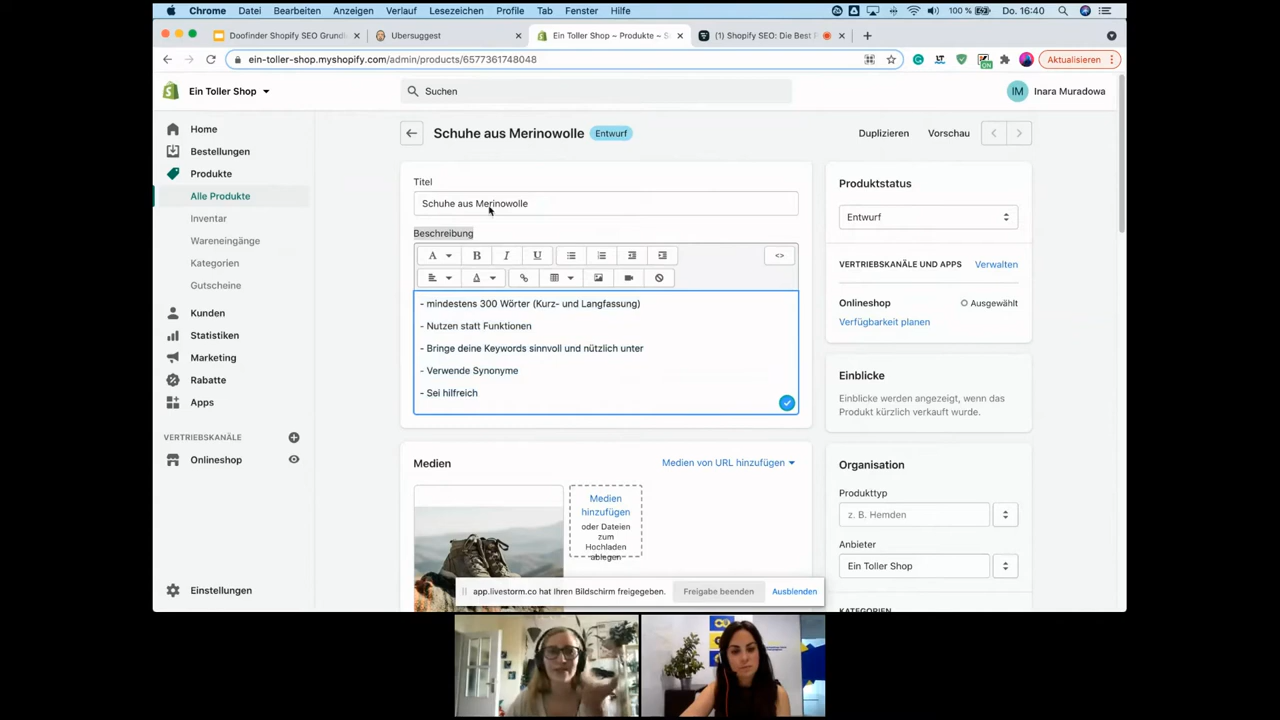 Chrome Datei Bearbeiten Anzeigen Verlauf Lesezeichen Profile Tab Fenster Hilfe 100 % Do. 16:40
Doofinder Shopify SEO Grundl
Ubersuggest
Ein Toller Shop ~ Produkte ~ S
(1) Shopify SEO: Die Best P
ein-toller-shop.myshopify.com/admin/products/6577361748048
Aktualisieren
Ein Toller Shop
Suchen
IM Inara Muradowa
Home
Bestellungen
Produkte
Alle Produkte
Inventar
Wareneingänge
Kategorien
Gutscheine
Kunden
Statistiken
Marketing
Rabatte
Apps
VERTRIEBSKANÄLE
Onlineshop
Einstellungen
Schuhe aus Merinowolle Entwurf
Duplizieren Vorschau
Titel
Schuhe aus Merinowolle
Beschreibung
A B I U <>
A
- mindestens 300 Wörter (Kurz- und Langfassung)
- Nutzen statt Funktionen
- Bringe deine Keywords sinnvoll und nützlich unter
- Verwende Synonyme
- Sei hilfreich
Medien
Medien von URL hinzufügen
Medien
hinzufügen
oder Dateien
zum
Hochladen
ablegen
Produktstatus
Entwurf
VERTRIEBSKANÄLE UND APPS Verwalten
Onlineshop Ausgewählt
Verfügbarkeit planen
Einblicke
Einblicke werden angezeigt, wenn das
Produkt kürzlich verkauft wurde.
Organisation
Produkttyp
z. B. Hemden
Anbieter
Ein Toller Shop
KATEGORIEN
app.livestorm.co hat Ihren Bildschirm freigegeben.
Freigabe beenden
Ausblenden